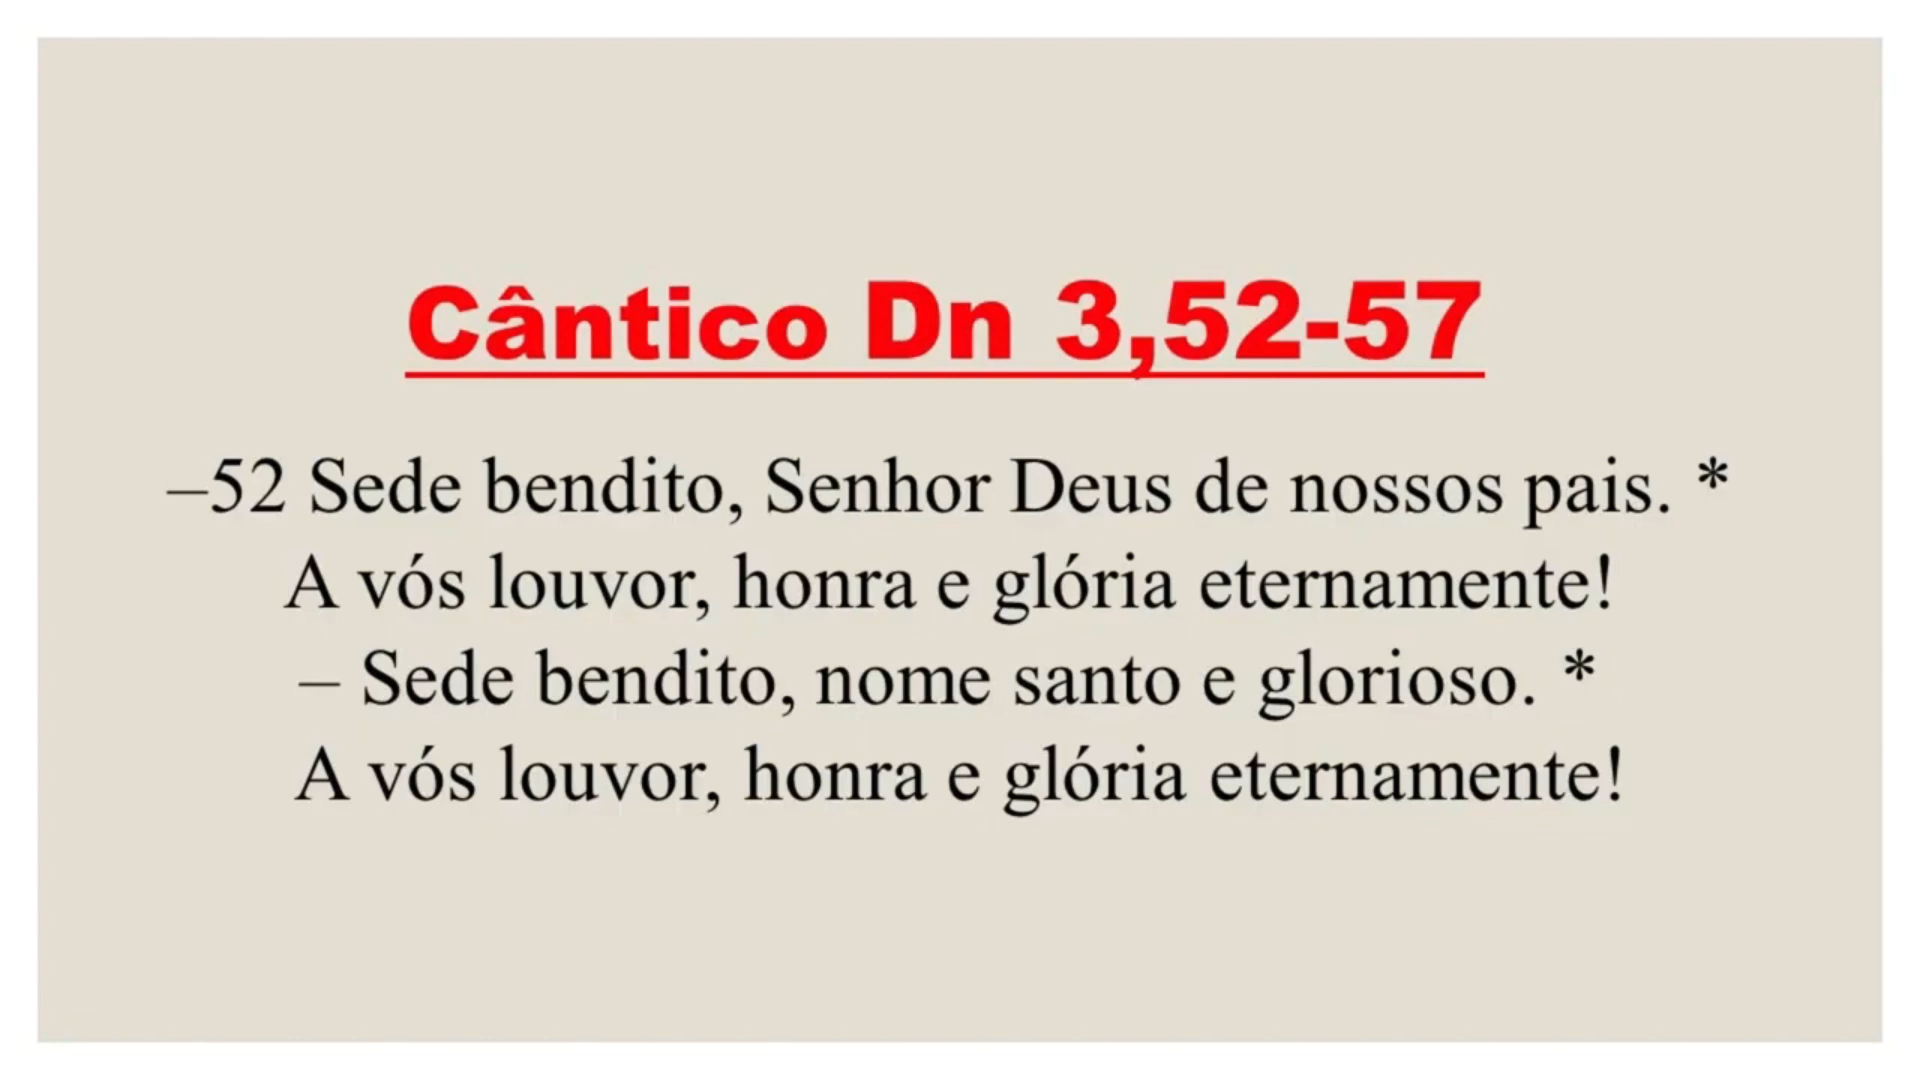 Cântico Dn 3,52-57
–52 Sede bendito, Senhor Deus de nossos pais. *
A vós louvor, honra e glória eternamente!
– Sede bendito, nome santo e glorioso. *
A vós louvor, honra e glória eternamente!